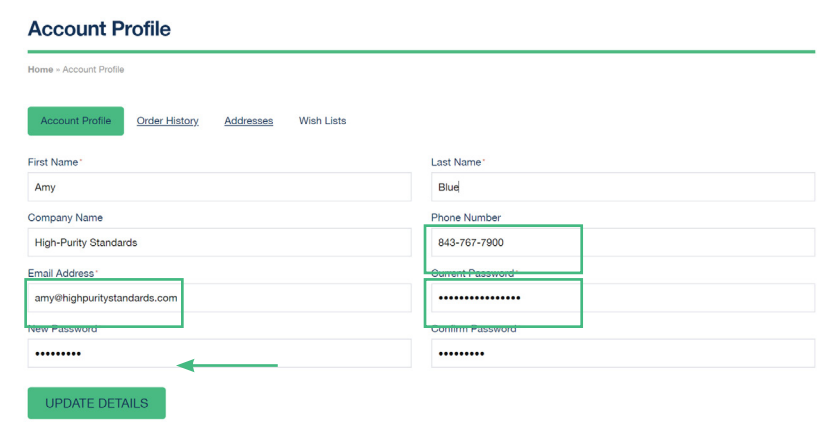 Account Profile
Home » Account Profile
Account Profile Order History Addresses Wish Lists
First Name* Last Name*
Amy Blue
Company Name Phone Number
High-Purity Standards 843-767-7900
Email Address* Current Password*
amy@highpuritystandards.com ••••••••••••••••
New Password Confirm Password
••••••••• •••••••••
UPDATE DETAILS